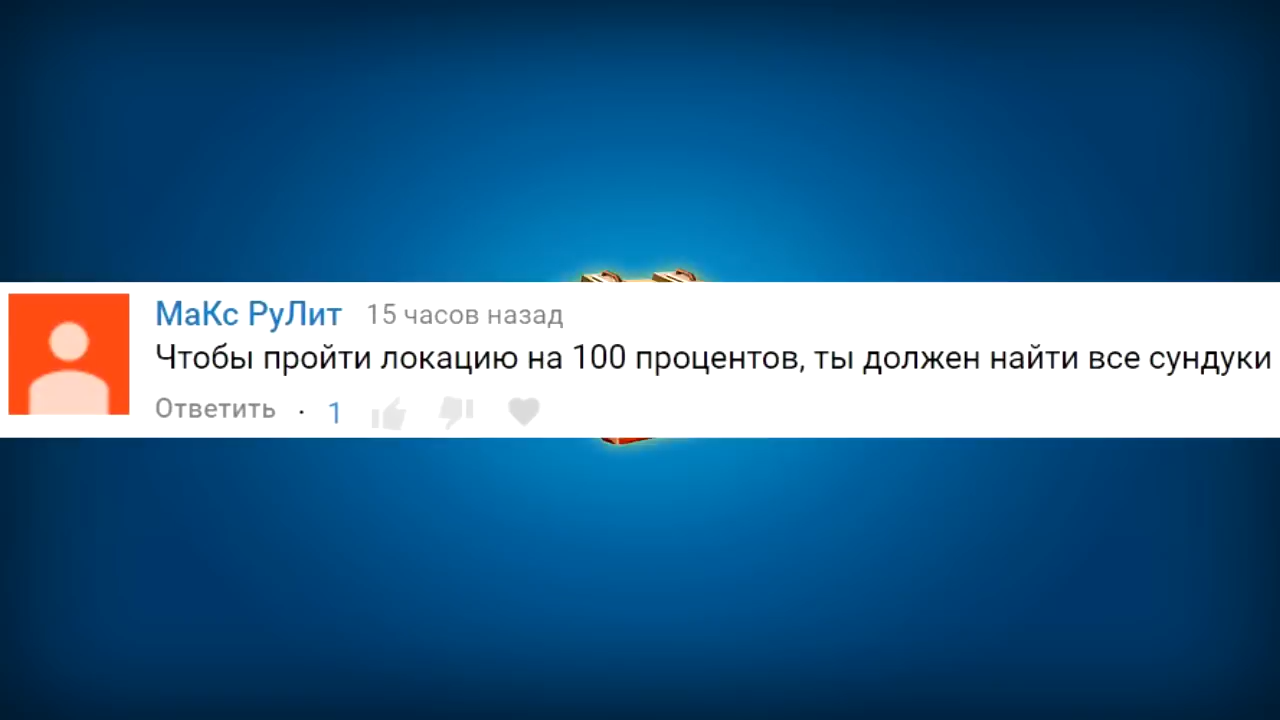 МаКс РуЛит 15 часов назад
Чтобы пройти локацию на 100 процентов, ты должен найти все сундуки
Ответить · 1